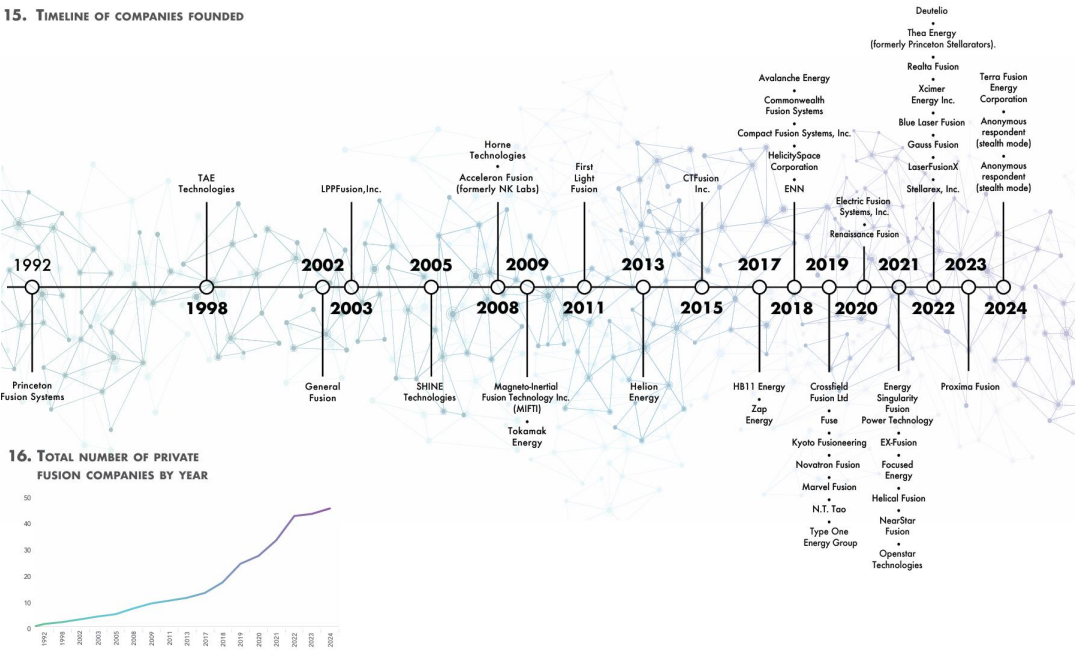 15. TIMELINE OF COMPANIES FOUNDED
Deutelio
•
Thea Energy
(formerly Princeton Stellarators).
•
Realta Fusion
•
Xcimer
Energy Inc.
•
Blue Laser Fusion
•
Gauss Fusion
•
LaserFusionX
•
Stellarex, Inc.
Terra Fusion
Energy
Corporation
•
Anonymous
respondent
(stealth mode)
•
Anonymous
respondent
(stealth mode)
Avalanche Energy
•
Commonwealth
Fusion Systems
•
Compact Fusion Systems, Inc.
•
HelicitySpace
Corporation
•
ENN
Horne
Technologies
•
Acceleron Fusion
(formerly NK Labs)
First
Light
Fusion
TAE
Technologies
LPPFusion,Inc.
CTFusion
Inc.
Electric Fusion
Systems, Inc.
•
Renaissance Fusion
1992
2002
2005
2009
2013
2017
2019
2021
2023
1998
2003
2008
2011
2015
2018
2020
2022
2024
Princeton
Fusion Systems
General
Fusion
SHINE
Technologies
Magneto-Inertial
Fusion Technology Inc.
(MIFTI)
•
Tokamak
Energy
Helion
Energy
HB11 Energy
•
Zap
Energy
Crossfield
Fusion Ltd
•
Fuse
•
Kyoto Fusioneering
•
Novatron Fusion
•
Marvel Fusion
•
N.T. Tao
•
Type One
Energy Group
Energy
Singularity
Fusion
Power Technology
•
EX-Fusion
•
Focused
Energy
•
Helical Fusion
•
NearStar
Fusion
•
Openstar
Technologies
Proxima Fusion
16. TOTAL NUMBER OF PRIVATE
FUSION COMPANIES BY YEAR
50
40
30
20
10
0
1992
1998
2002
2003
2005
2008
2009
2011
2013
2017
2018
2019
2020
2021
2022
2023
2024